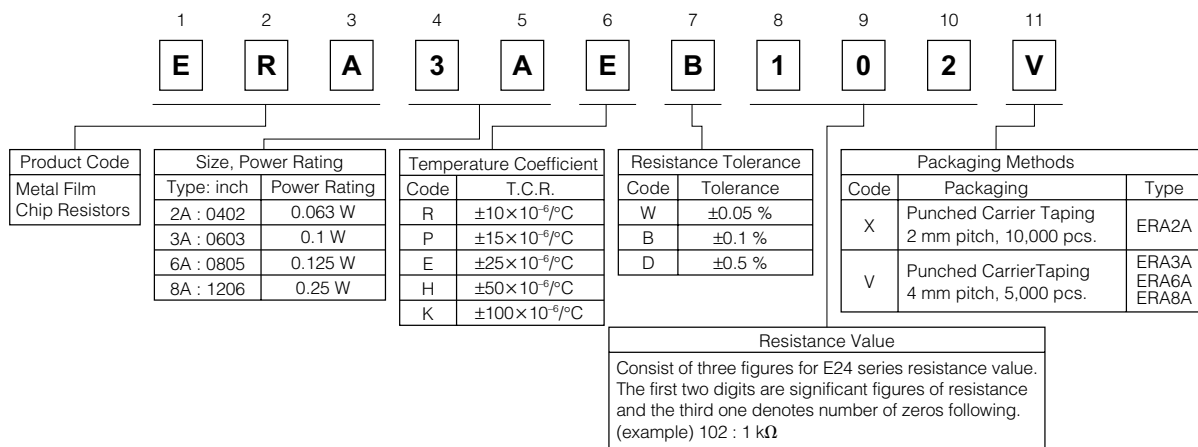 1 2 3 4 5 6 7 8 9 10 11
E R A 3 A E B 1 0 2 V
Product Code
Metal Film
Chip Resistors
Size, Power Rating
Type: inch Power Rating
2A : 0402 0.063 W
3A : 0603 0.1 W
6A : 0805 0.125 W
8A : 1206 0.25 W
Temperature Coefficient
Code T.C.R.
R ±10×10⁻⁶/°C
P ±15×10⁻⁶/°C
E ±25×10⁻⁶/°C
H ±50×10⁻⁶/°C
K ±100×10⁻⁶/°C
Resistance Tolerance
Code Tolerance
W ±0.05 %
B ±0.1 %
D ±0.5 %
Packaging Methods
Code Packaging Type
X Punched Carrier Taping
2 mm pitch, 10,000 pcs. ERA2A
V Punched CarrierTaping
4 mm pitch, 5,000 pcs.
ERA3A
ERA6A
ERA8A
Resistance Value
Consist of three figures for E24 series resistance value.
The first two digits are significant figures of resistance
and the third one denotes number of zeros following.
(example) 102 : 1 kΩ